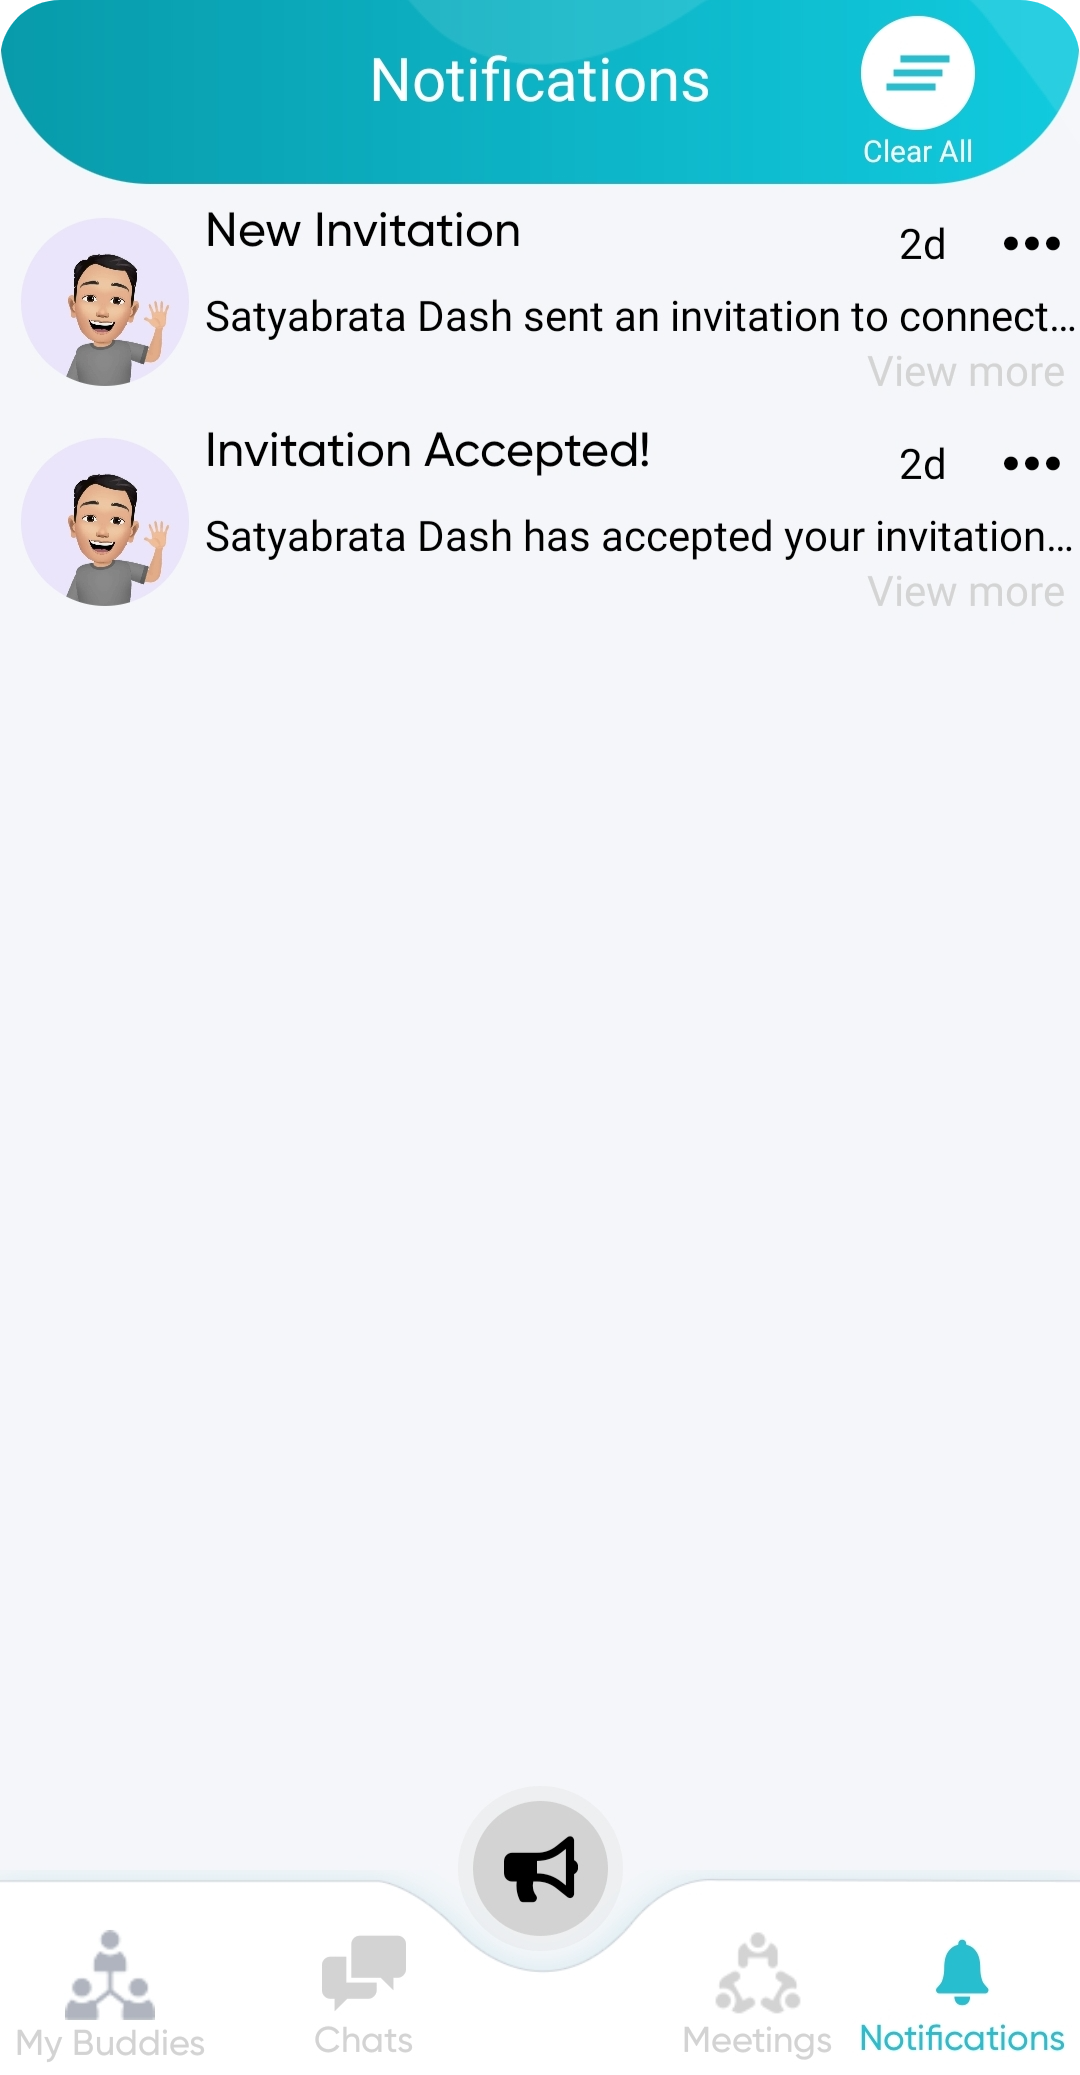 Notifications
Clear All
New Invitation
2d
Satyabrata Dash sent an invitation to connect...
View more
Invitation Accepted!
2d
Satyabrata Dash has accepted your invitation...
View more
My Buddies
Chats
Meetings
Notifications